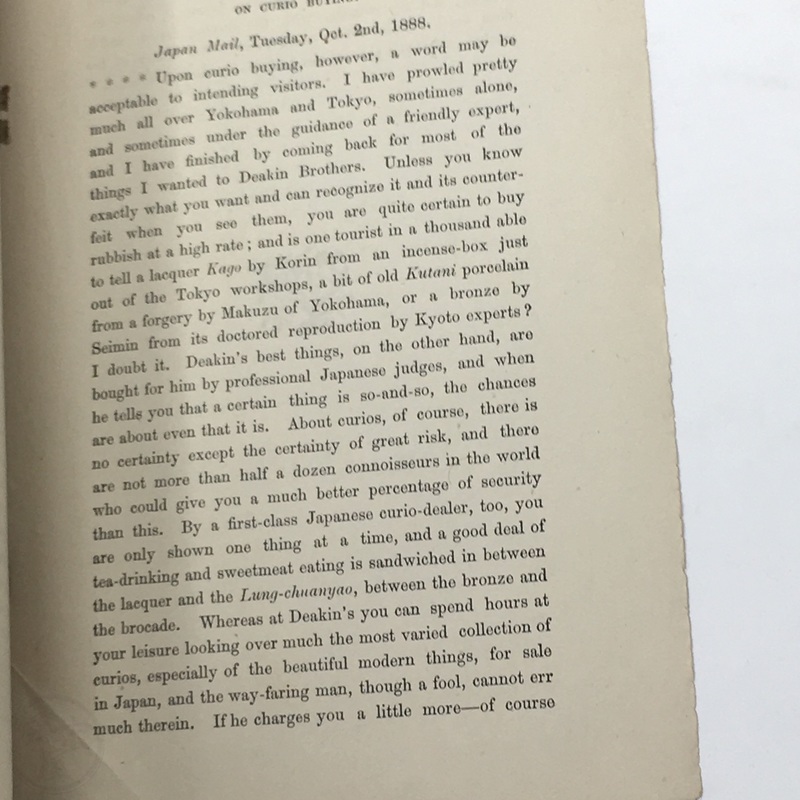 ON CURIO BUYING.
Japan Mail, Tuesday, Qct. 2nd, 1888.
* * * * Upon curio buying, however, a word may be
acceptable to intending visitors. I have prowled pretty
much all over Yokohama and Tokyo, sometimes alone,
and sometimes under the guidance of a friendly expert,
and I have finished by coming back for most of the
things I wanted to Deakin Brothers. Unless you know
exactly what you want and can recognize it and its counter-
feit when you see them, you are quite certain to buy
rubbish at a high rate; and is one tourist in a thousand able
to tell a lacquer Kago by Korin from an incense-box just
out of the Tokyo workshops, a bit of old Kutani porcelain
from a forgery by Makuzu of Yokohama, or a bronze by
Seimin from its doctored reproduction by Kyoto experts?
I doubt it. Deakin's best things, on the other hand, are
bought for him by professional Japanese judges, and when
he tells you that a certain thing is so-and-so, the chances
are about even that it is. About curios, of course, there is
no certainty except the certainty of great risk, and there
are not more than half a dozen connoisseurs in the world
who could give you a much better percentage of security
than this. By a first-class Japanese curio-dealer, too, you
are only shown one thing at a time, and a good deal of
tea-drinking and sweetmeat eating is sandwiched in between
the lacquer and the Lung-chuanyao, between the bronze and
the brocade. Whereas at Deakin's you can spend hours at
your leisure looking over much the most varied collection of
curios, especially of the beautiful modern things, for sale
in Japan, and the way-faring man, though a fool, cannot err
much therein. If he charges you a little more—of course